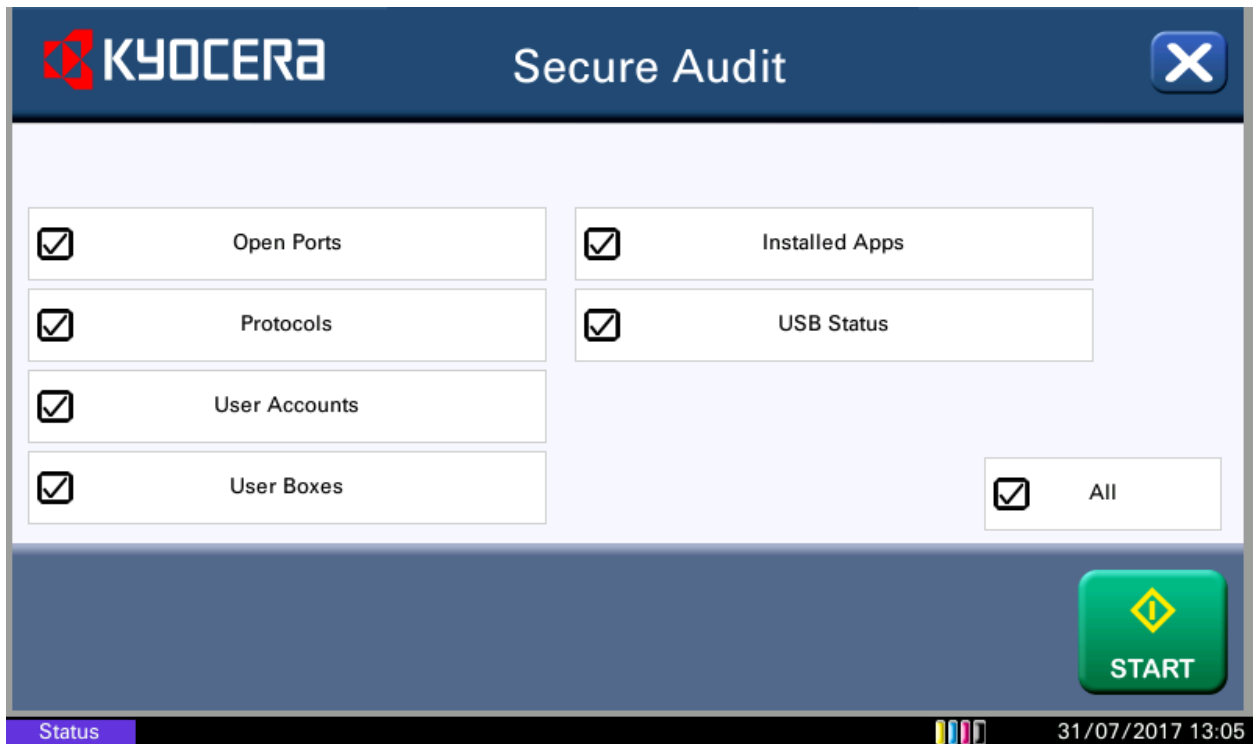 KYOCERA
Secure Audit
Open Ports
Installed Apps
Protocols
USB Status
User Accounts
User Boxes
All
START
Status
31/07/2017 13:05